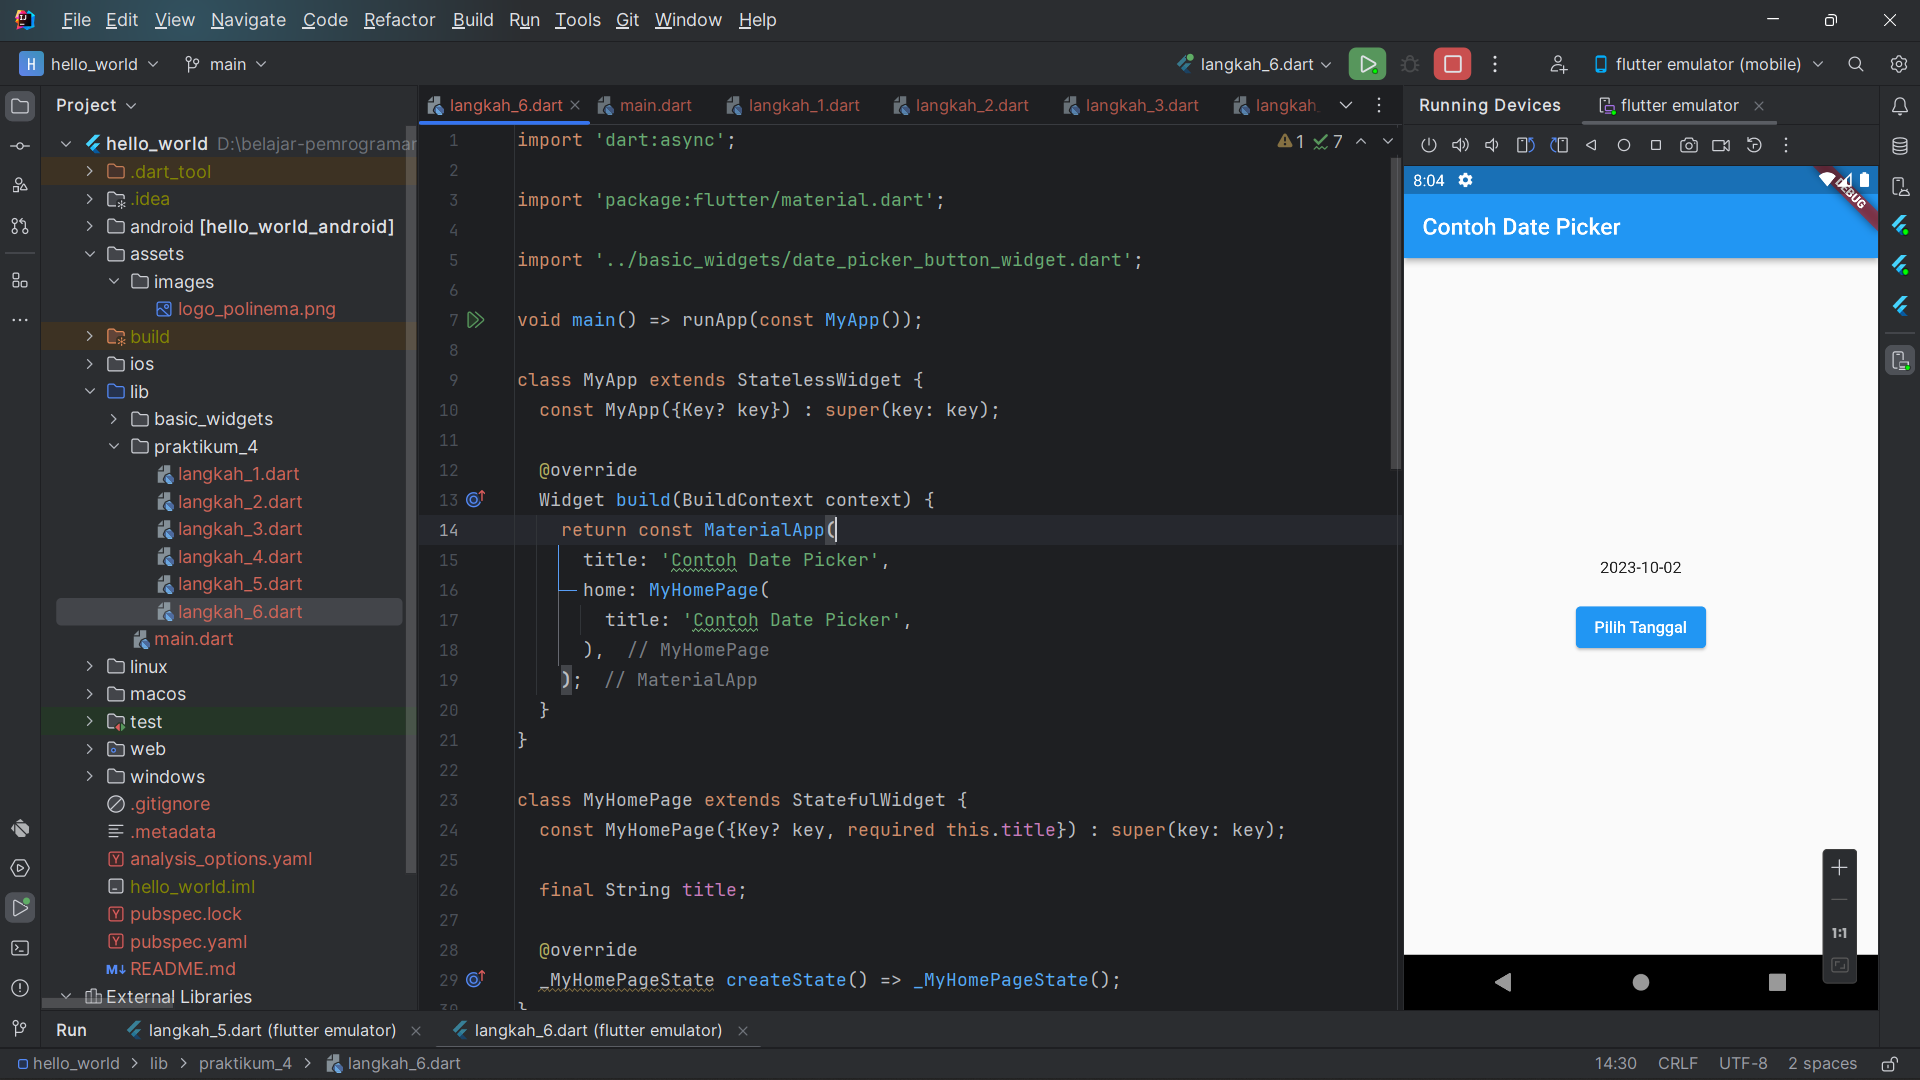 File Edit View Navigate Code Refactor Build Run Tools Git Window Help
H hello_world main langkah_6.dart flutter emulator (mobile)
Project
hello_world D:\belajar-pemrogramar
.dart_tool
.idea
android [hello_world_android]
assets
images
logo_polinema.png
build
ios
lib
basic_widgets
praktikum_4
langkah_1.dart
langkah_2.dart
langkah_3.dart
langkah_4.dart
langkah_5.dart
langkah_6.dart
main.dart
linux
macos
test
web
windows
.gitignore
.metadata
Y analysis_options.yaml
hello_world.iml
Y pubspec.lock
Y pubspec.yaml
M↓ README.md
External Libraries
langkah_6.dart main.dart langkah_1.dart langkah_2.dart langkah_3.dart langkah
1 7
1 import 'dart:async';
2
3 import 'package:flutter/material.dart';
4
5 import '../basic_widgets/date_picker_button_widget.dart';
6
7 void main() => runApp(const MyApp());
8
9 class MyApp extends StatelessWidget {
10 const MyApp({Key? key}) : super(key: key);
11
12 @override
13 Widget build(BuildContext context) {
14 return const MaterialApp(
15 title: 'Contoh Date Picker',
16 home: MyHomePage(
17 title: 'Contoh Date Picker',
18 ), // MyHomePage
19 ); // MaterialApp
20 }
21 }
22
23 class MyHomePage extends StatefulWidget {
24 const MyHomePage({Key? key, required this.title}) : super(key: key);
25
26 final String title;
27
28 @override
29 _MyHomePageState createState() => _MyHomePageState();
30 }
Running Devices flutter emulator
8:04
DEBUG
Contoh Date Picker
2023-10-02
Pilih Tanggal
1:1
Run langkah_5.dart (flutter emulator) langkah_6.dart (flutter emulator)
hello_world > lib > praktikum_4 > langkah_6.dart
14:30 CRLF UTF-8 2 spaces